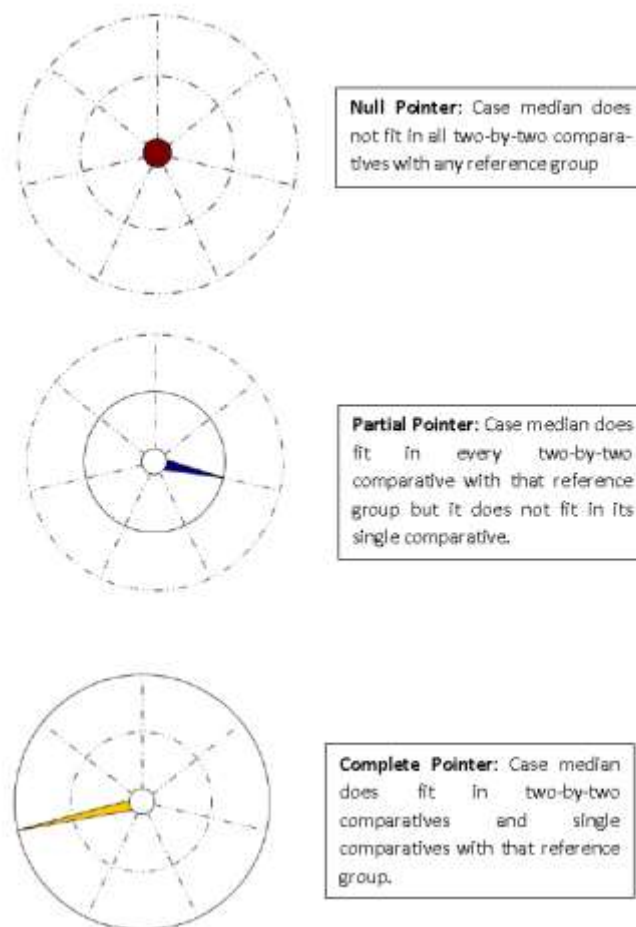 Null Pointer: Case median does
not fit in all two-by-two compara-
tives with any reference group
Partial Pointer: Case median does
fit in every two-by-two
comparative with that reference
group but it does not fit in its
single comparative.
Complete Pointer: Case median
does fit in two-by-two
comparatives and single
comparatives with that reference
group.